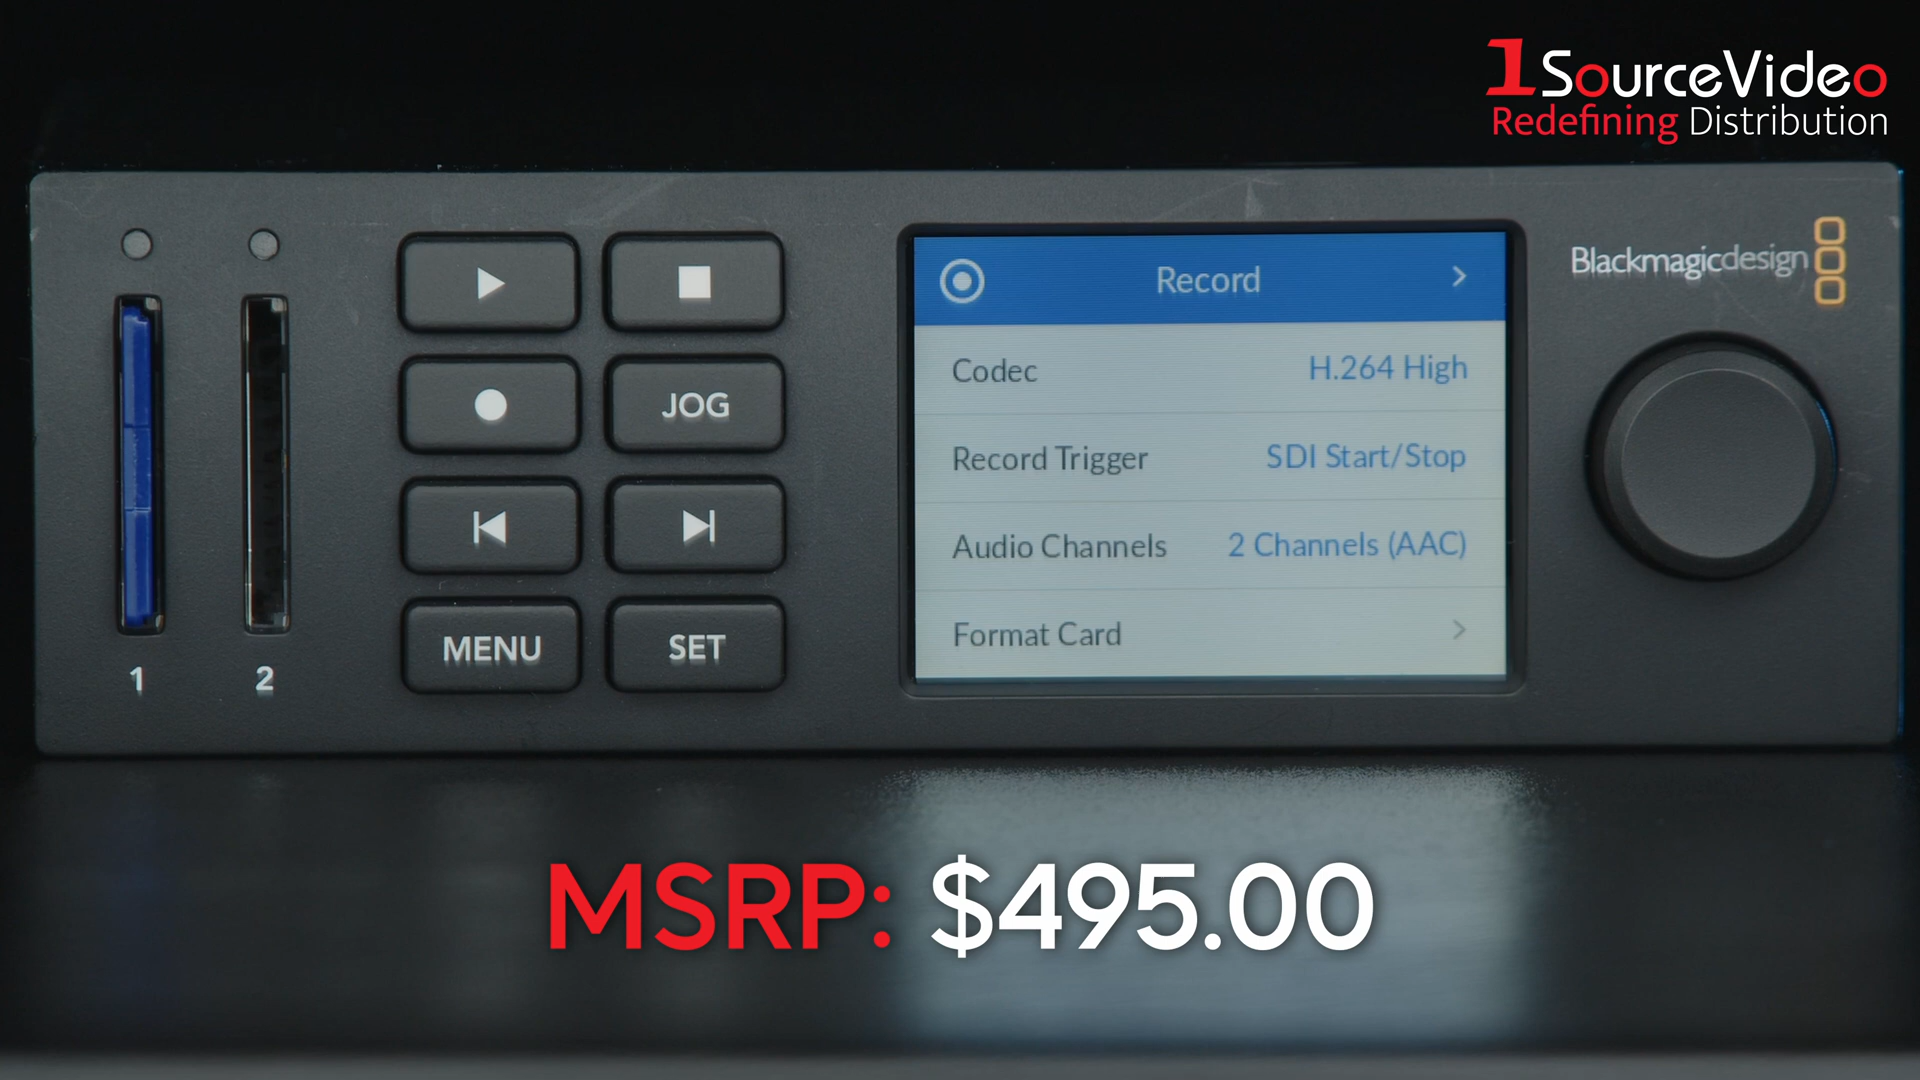 1SourceVideo
Redefining Distribution
Blackmagicdesign
Record
Codec H.264 High
Record Trigger SDI Start/Stop
Audio Channels 2 Channels (AAC)
Format Card
JOG
MENU SET
1 2
MSRP: $495.00